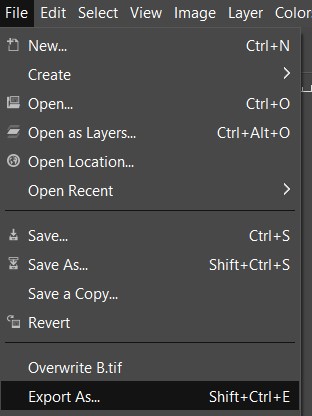 File Edit Select View Image Layer Color
New... Ctrl+N
Create
Open... Ctrl+O
Open as Layers... Ctrl+Alt+O
Open Location...
Open Recent
Save... Ctrl+S
Save As... Shift+Ctrl+S
Save a Copy...
Revert
Overwrite B.tif
Export As... Shift+Ctrl+E